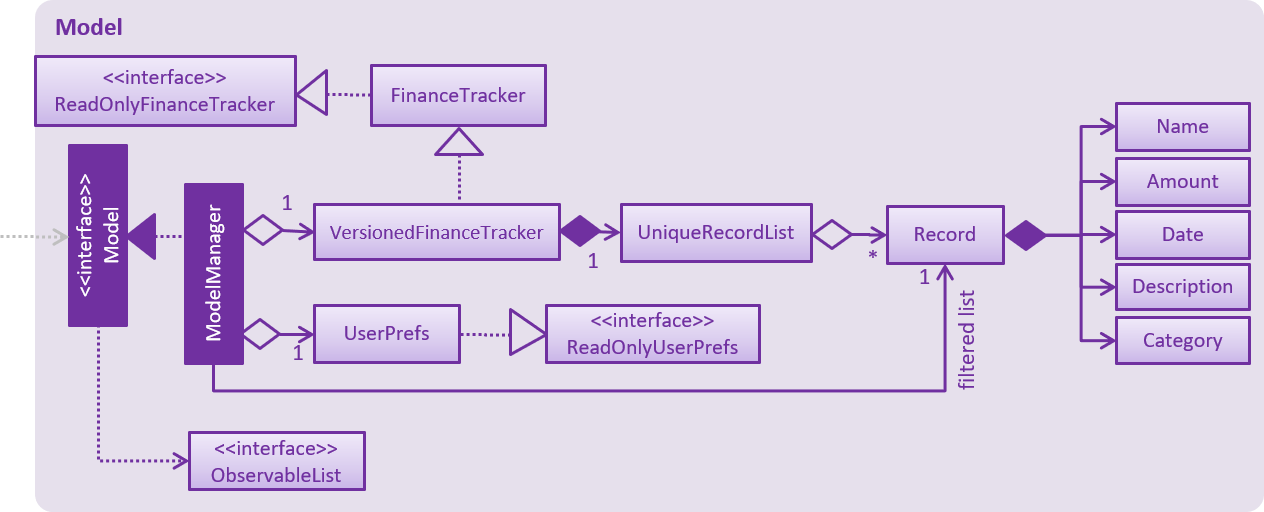 Model
<<interface>>
ReadOnlyFinanceTracker
FinanceTracker
<<interface>>
Model
ModelManager
1
VersionedFinanceTracker
1
UniqueRecordList
*
Record
1
filtered list
Name
Amount
Date
Description
Category
1
UserPrefs
<<interface>>
ReadOnlyUserPrefs
<<interface>>
ObservableList